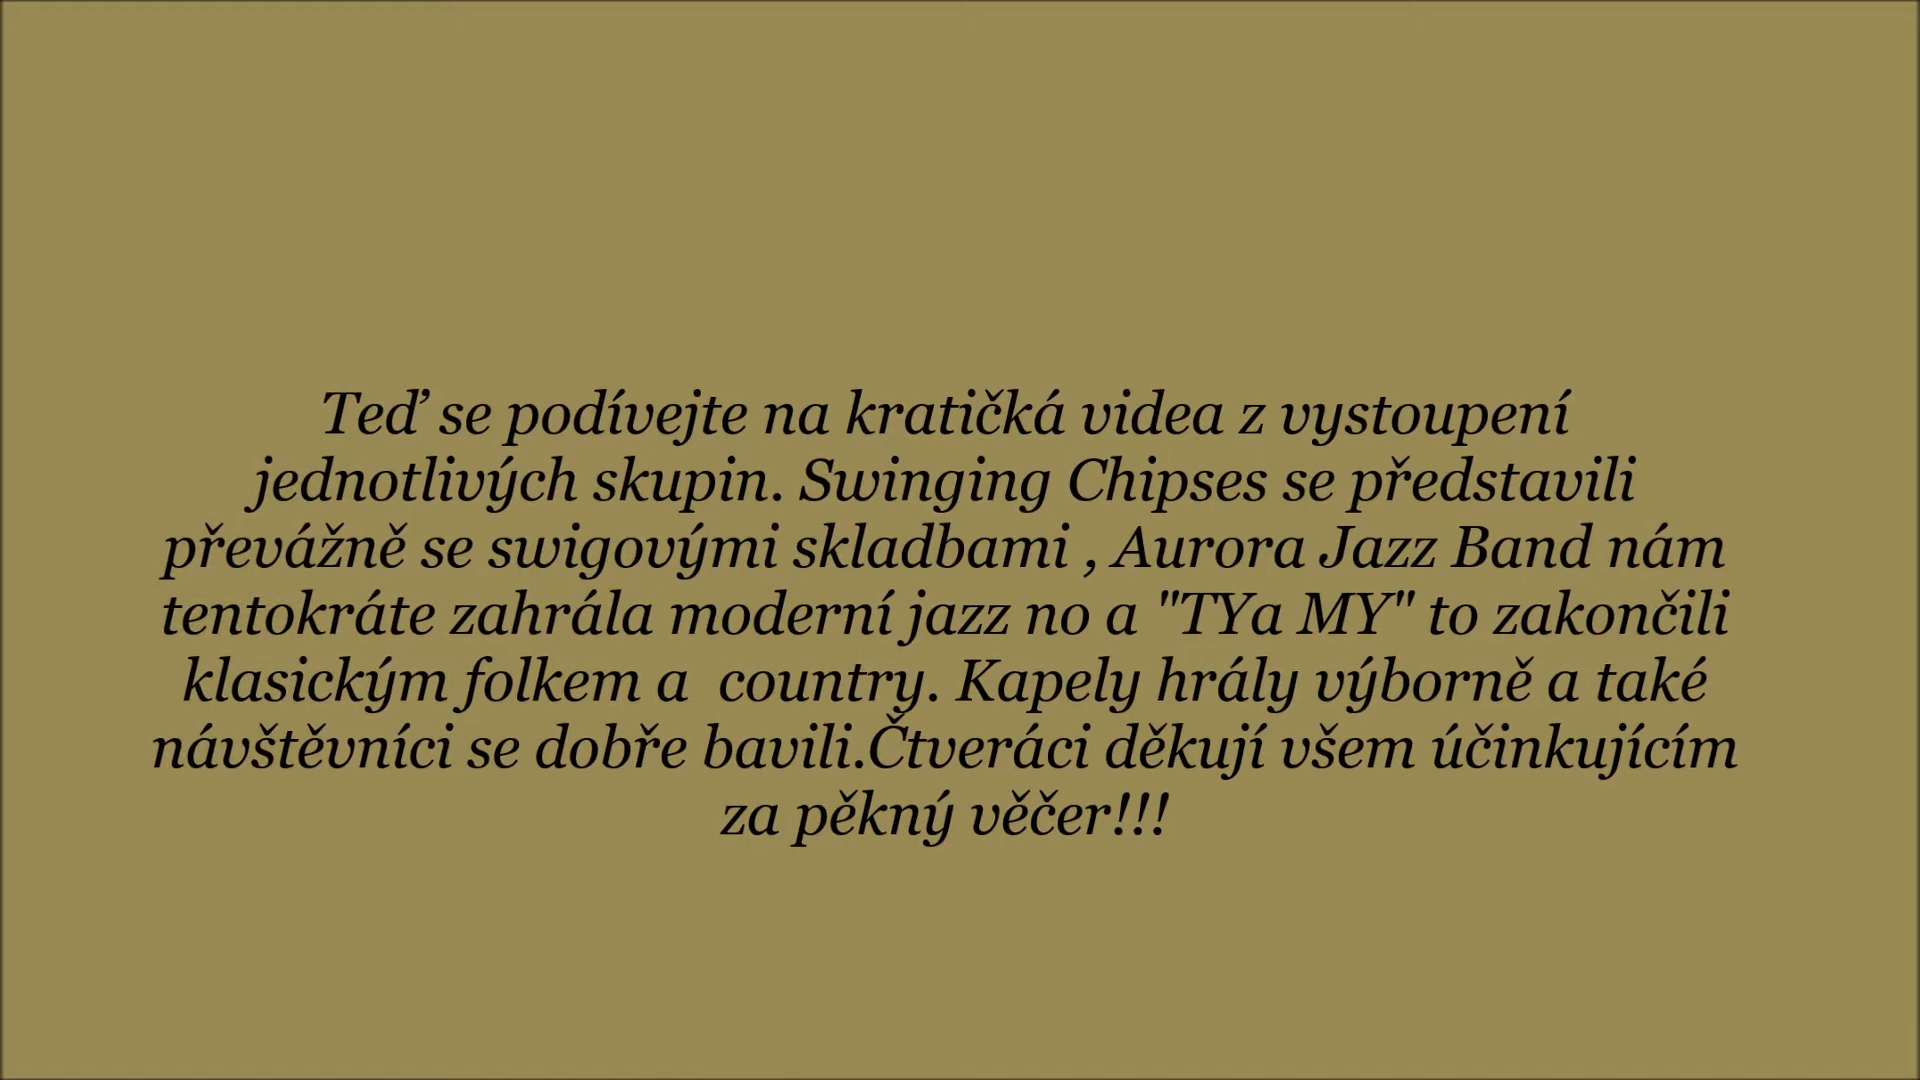 Teď se podívejte na kratičká videa z vystoupení
jednotlivých skupin. Swinging Chipses se představili
převážně se swigovými skladbami , Aurora Jazz Band nám
tentokráte zahrála moderní jazz no a "TYa MY" to zakončili
klasickým folkem a  country. Kapely hrály výborně a také
návštěvníci se dobře bavili.Čtveráci děkují všem účinkujícím
za pěkný věčer!!!